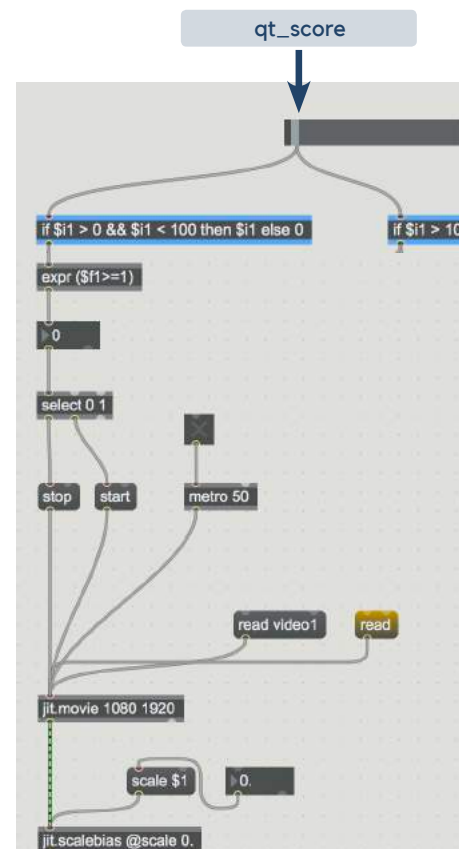 qt_score
if $i1 > 0 && $i1 < 100 then $i1 else 0
if $i1 > 10
expr ($f1>=1)
0
select 0 1
stop
start
metro 50
read video1
read
jit.movie 1080 1920
scale $1
0.
jit.scalebias @scale 0.